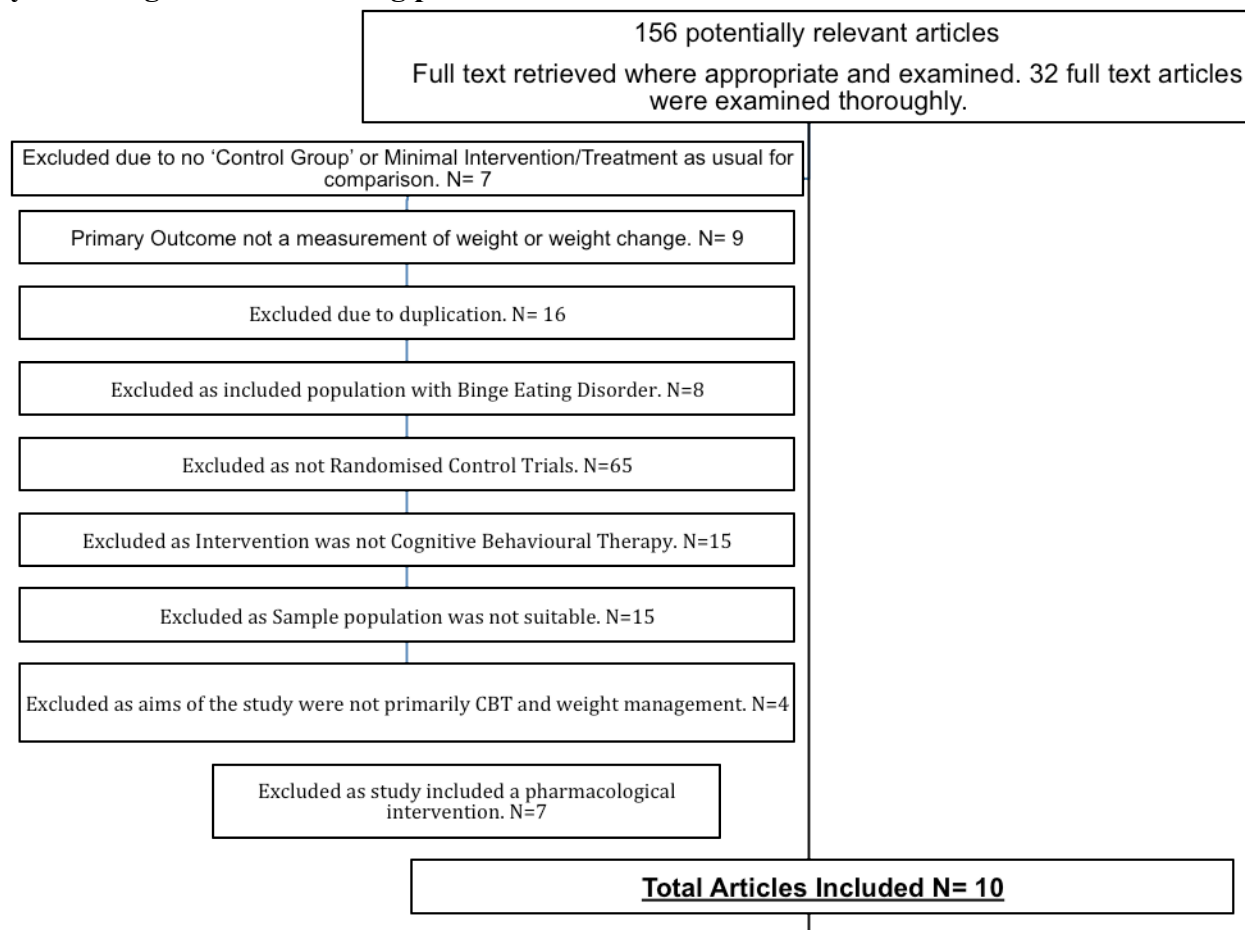 156 potentially relevant articles
Full text retrieved where appropriate and examined. 32 full text articles
were examined thoroughly.
Excluded due to no ‘Control Group’ or Minimal Intervention/Treatment as usual for
comparison. N= 7
Primary Outcome not a measurement of weight or weight change. N= 9
Excluded due to duplication. N= 16
Excluded as included population with Binge Eating Disorder. N=8
Excluded as not Randomised Control Trials. N=65
Excluded as Intervention was not Cognitive Behavioural Therapy. N=15
Excluded as Sample population was not suitable. N=15
Excluded as aims of the study were not primarily CBT and weight management. N=4
Excluded as study included a pharmacological
intervention. N=7
Total Articles Included N= 10